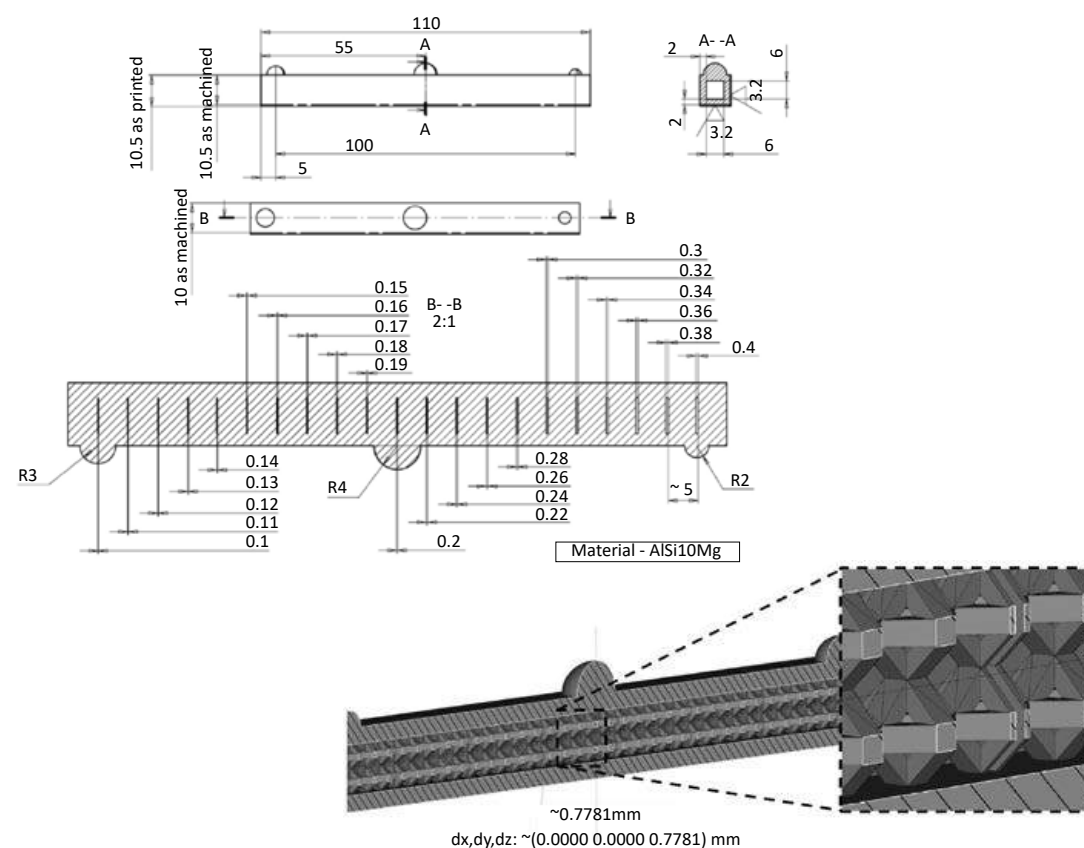 110
55
A
A- -A
2
6
10.5 as printed
10.5 as machined
3.2
2
A
3.2
6
100
5
10 as machined
B
B
0.3
0.32
0.15
0.34
0.16
B- -B
2:1
0.36
0.17
0.38
0.18
0.4
0.19
R3
0.14
R4
0.28
R2
0.13
0.26
~ 5
0.12
0.24
0.11
0.22
0.1
0.2
Material - AlSi10Mg
~0.7781mm
dx,dy,dz: ~(0.0000 0.0000 0.7781) mm